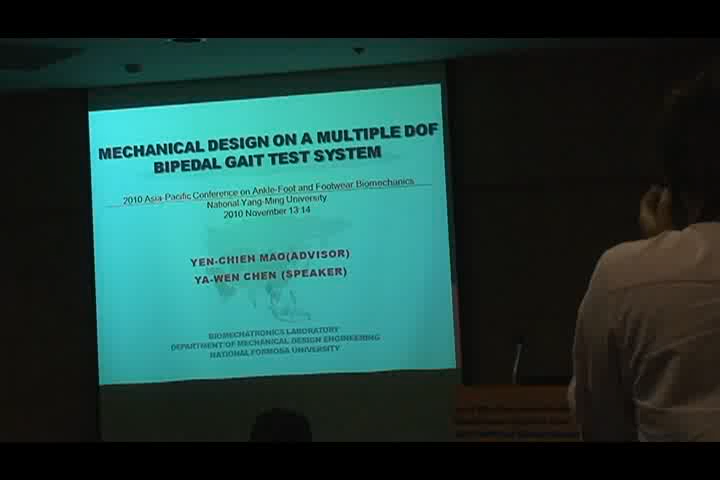 MECHANICAL DESIGN ON A MULTIPLE DOF
BIPEDAL GAIT TEST SYSTEM
2010 Asia-Pacific Conference on Ankle-Foot and Footwear Biomechanics
National Yang-Ming University
2010 November 13 14
YEN-CHIEN MAO(ADVISOR)
YA-WEN CHEN (SPEAKER)
BIOMECHATRONICS LABORATORY
DEPARTMENT OF MECHANICAL DESIGN ENGINEERING
NATIONAL FORMOSA UNIVERSITY